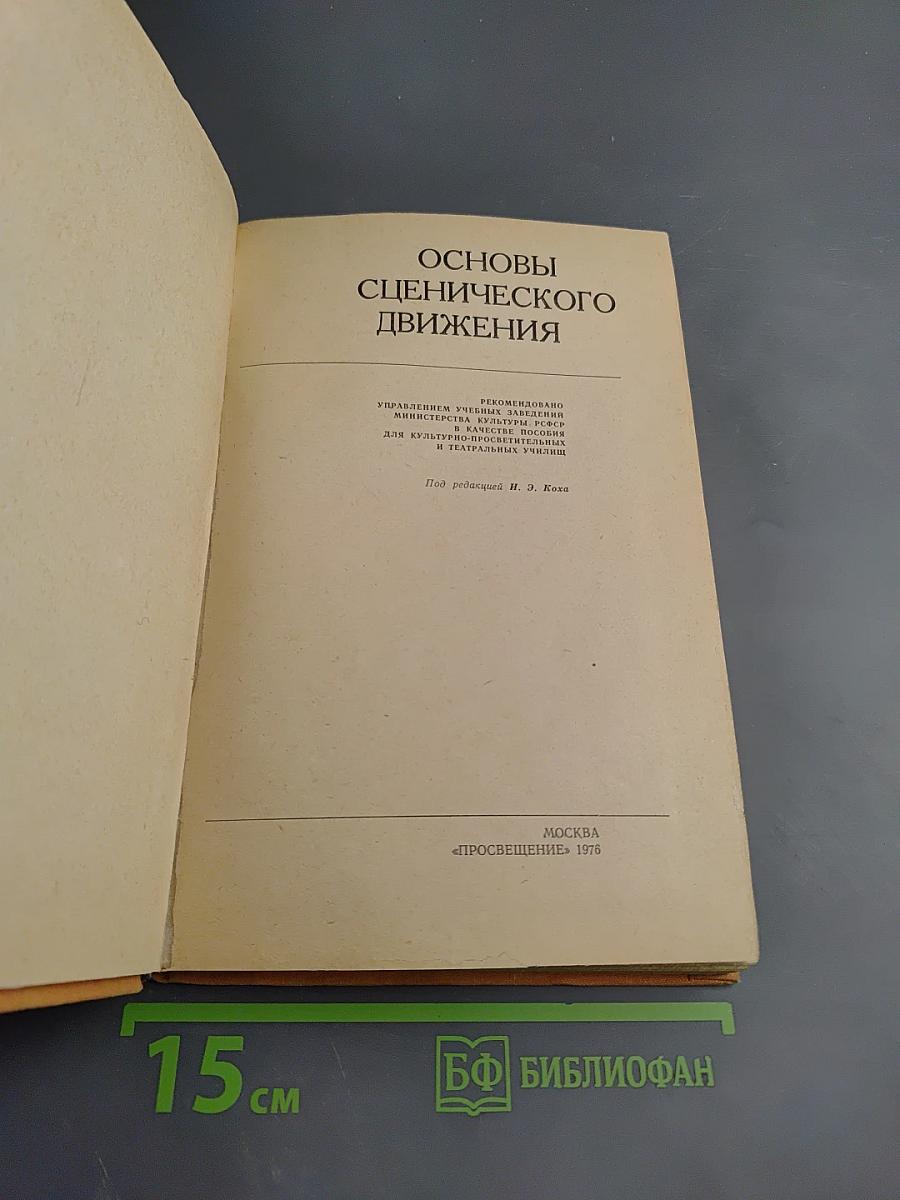 ОСНОВЫ
СЦЕНИЧЕСКОГО
ДВИЖЕНИЯ
РЕКОМЕНДОВАНО
УПРАВЛЕНИЕМ УЧЕБНЫХ ЗАВЕДЕНИЙ
МИНИСТЕРСТВА КУЛЬТУРЫ РСФСР
В КАЧЕСТВЕ ПОСОБИЯ
ДЛЯ КУЛЬТУРНО-ПРОСВЕТИТЕЛЬНЫХ
И ТЕАТРАЛЬНЫХ УЧИЛИЩ
Под редакцией И. Э. Коха
МОСКВА
«ПРОСВЕЩЕНИЕ» 1976
15 см
БФ БИБЛИОФАН